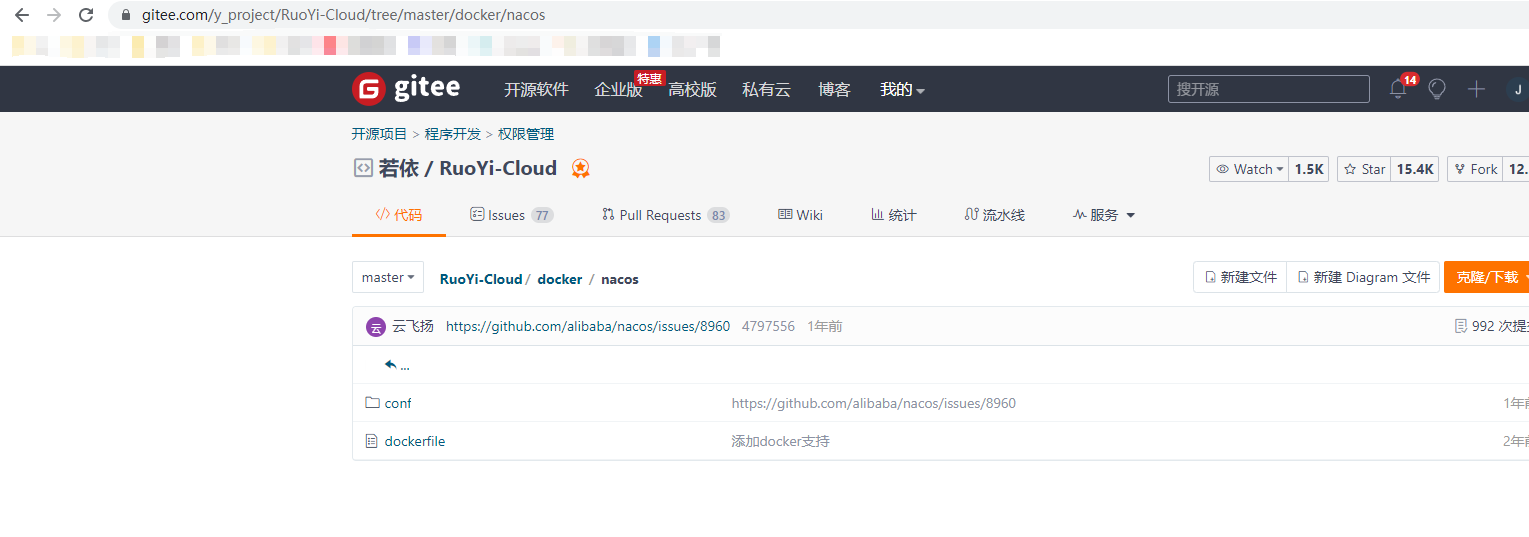 gitee.com/y_project/RuoYi-Cloud/tree/master/docker/nacos
gitee 开源软件 企业版 特惠 高校版 私有云 博客 我的 搜开源 14 J
开源项目 > 程序开发 > 权限管理
若依 / RuoYi-Cloud Watch 1.5K Star 15.4K Fork 12.
代码 Issues 77 Pull Requests 83 Wiki 统计 流水线 服务
master RuoYi-Cloud / docker / nacos 新建文件 新建 Diagram 文件 克隆/下载
云 云飞扬 https://github.com/alibaba/nacos/issues/8960 4797556 1年前 992 次提
...
conf https://github.com/alibaba/nacos/issues/8960 1年
dockerfile 添加docker支持 2年